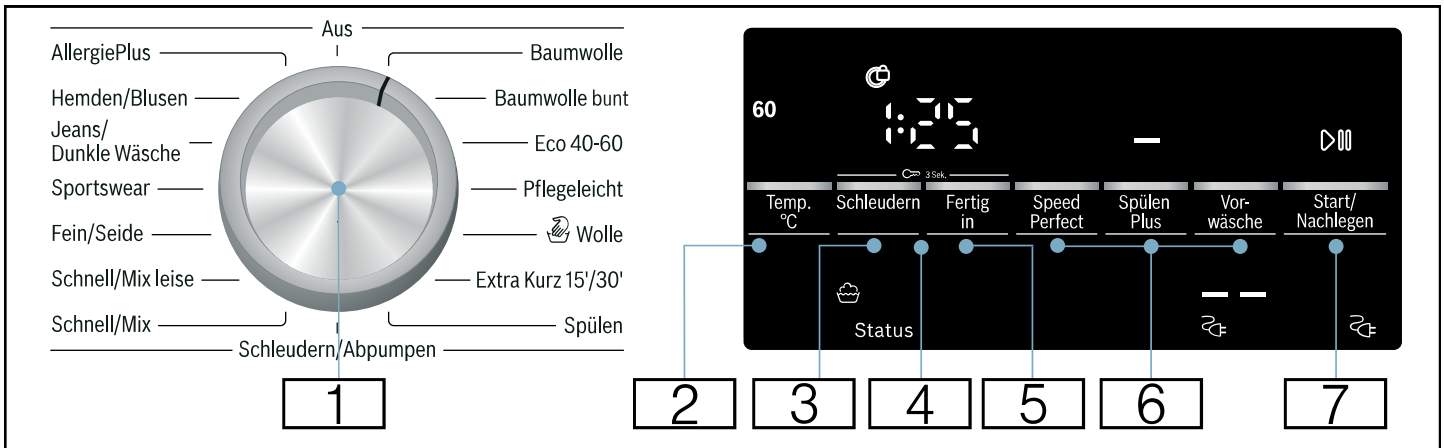 Aus
AllergiePlus
Baumwolle
Hemden/Blusen
Baumwolle bunt
Jeans/
Dunkle Wäsche
Eco 40-60
Sportswear
Pflegeleicht
Fein/Seide
Wolle
Schnell/Mix leise
Extra Kurz 15'/30'
Schnell/Mix
Spülen
Schleudern/Abpumpen
60
1:25
3 Sek.
Temp.
°C
Schleudern
Fertig
in
Speed
Perfect
Spülen
Plus
Vor-
wäsche
Start/
Nachlegen
Status
1
2
3
4
5
6
7